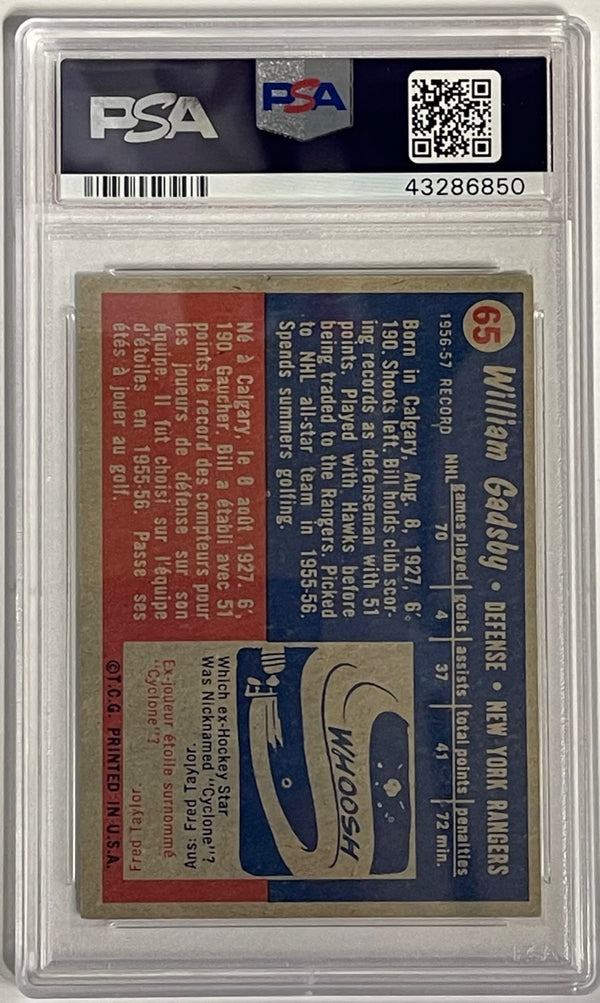 PSA
PSA
43286850
65 William Gadsby • DEFENSE • NEW YORK RANGERS
1956-57 RECORD games played goals assists total points penalties
NHL 70 4 37 41 72 min.
Born in Calgary, Aug. 8, 1927, 6'
190. Shoots left. Bill holds club scor-
ing records as defenseman with 51
points. Played with Hawks before
being traded to the Rangers. Picked
to NHL all-star team in 1955-56.
Spends summers golfing.
Né à Calgary, le 8 août, 1927. 6',
190. Gaucher, Bill a établi avec 51
points le record des compteurs pour
les joueurs de défense sur son
équipe. Il fut choisi sur l'équipe
d'étoiles en 1955-56. Passe ses
étés à jouer au golf.
WHOOSH
Which ex-Hockey Star
Was Nicknamed "Cyclone"?
Ans: Fred Taylor.
Ex-joueur étoile surnommé
"Cyclone"?
Fred Taylor.
©T.C.G. PRINTED IN U.S.A.